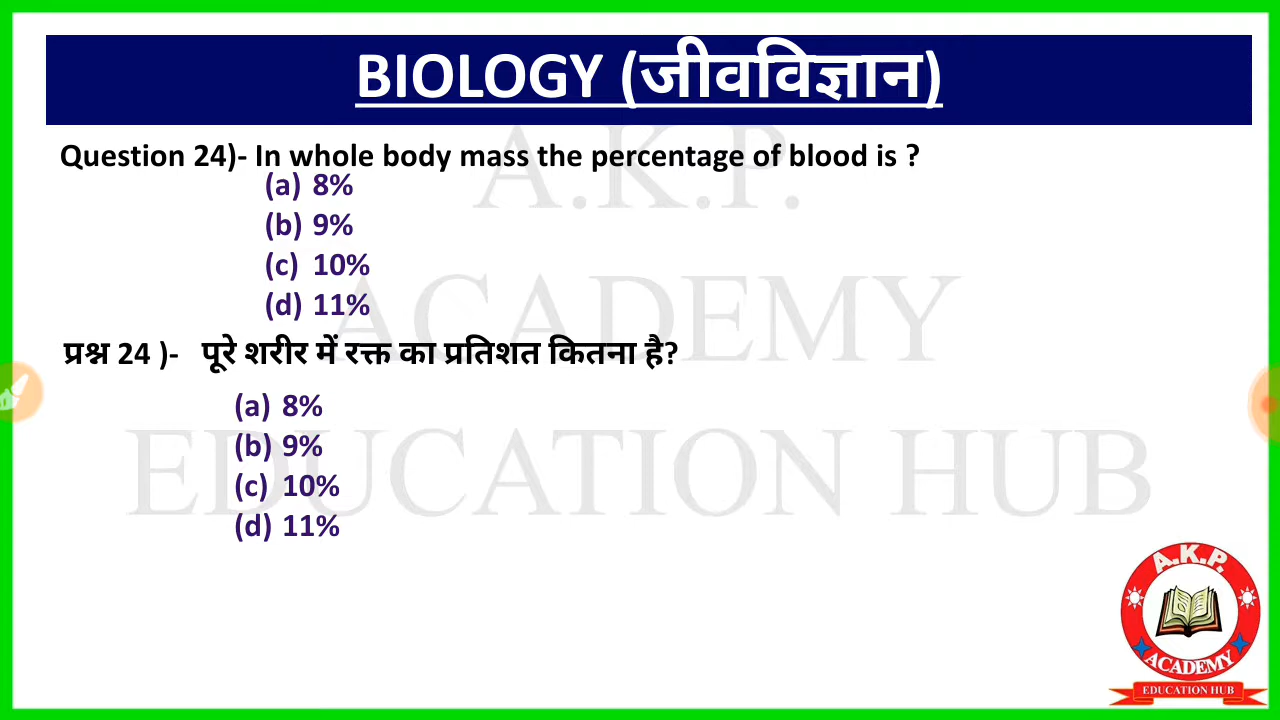 BIOLOGY (जीवविज्ञान)
Question 24)- In whole body mass the percentage of blood is ?
(a) 8%
(b) 9%
(c) 10%
(d) 11%
प्रश्न 24 )- पूरे शरीर में रक्त का प्रतिशत कितना है?
(a) 8%
(b) 9%
(c) 10%
(d) 11%
A.K.P.
ACADEMY
EDUCATION HUB
A.K.P.
ACADEMY
EDUCATION HUB